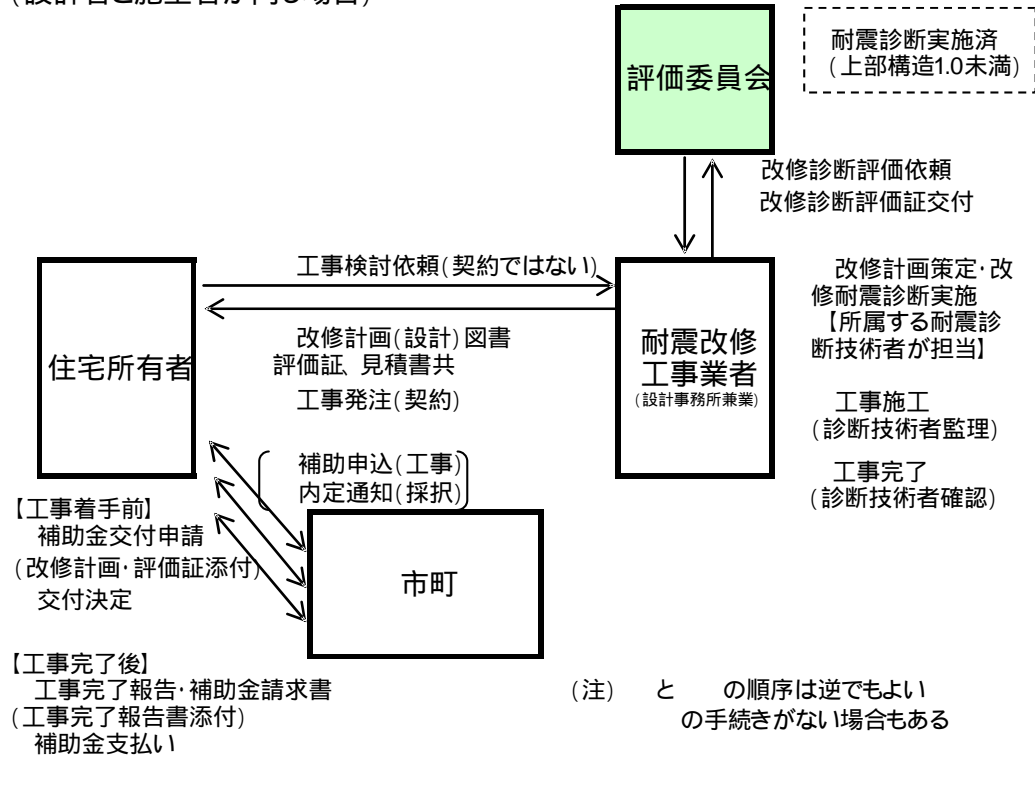 (設計者と施工者が同じ場合)
耐震診断実施済
(上部構造1.0未満)
評価委員会
改修診断評価依頼
改修診断評価証交付
工事検討依頼(契約ではない)
改修計画(設計)図書
評価証、見積書共
工事発注(契約)
住宅所有者
耐震改修
工事業者
(設計事務所兼業)
改修計画策定・改
修耐震診断実施
【所属する耐震診
断技術者が担当】
工事施工
(診断技術者監理)
工事完了
(診断技術者確認)
補助申込(工事)
内定通知(採択)
【工事着手前】
補助金交付申請
(改修計画・評価証添付)
交付決定
市町
【工事完了後】
工事完了報告・補助金請求書
(工事完了報告書添付)
補助金支払い
(注) と の順序は逆でもよい
の手続きがない場合もある